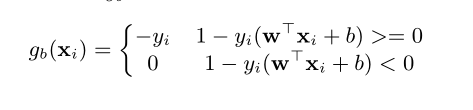 g_b(𝐱_i) = { −y_i   1 − y_i(𝐰^⊤𝐱_i + b) >= 0
0   1 − y_i(𝐰^⊤𝐱_i + b) < 0